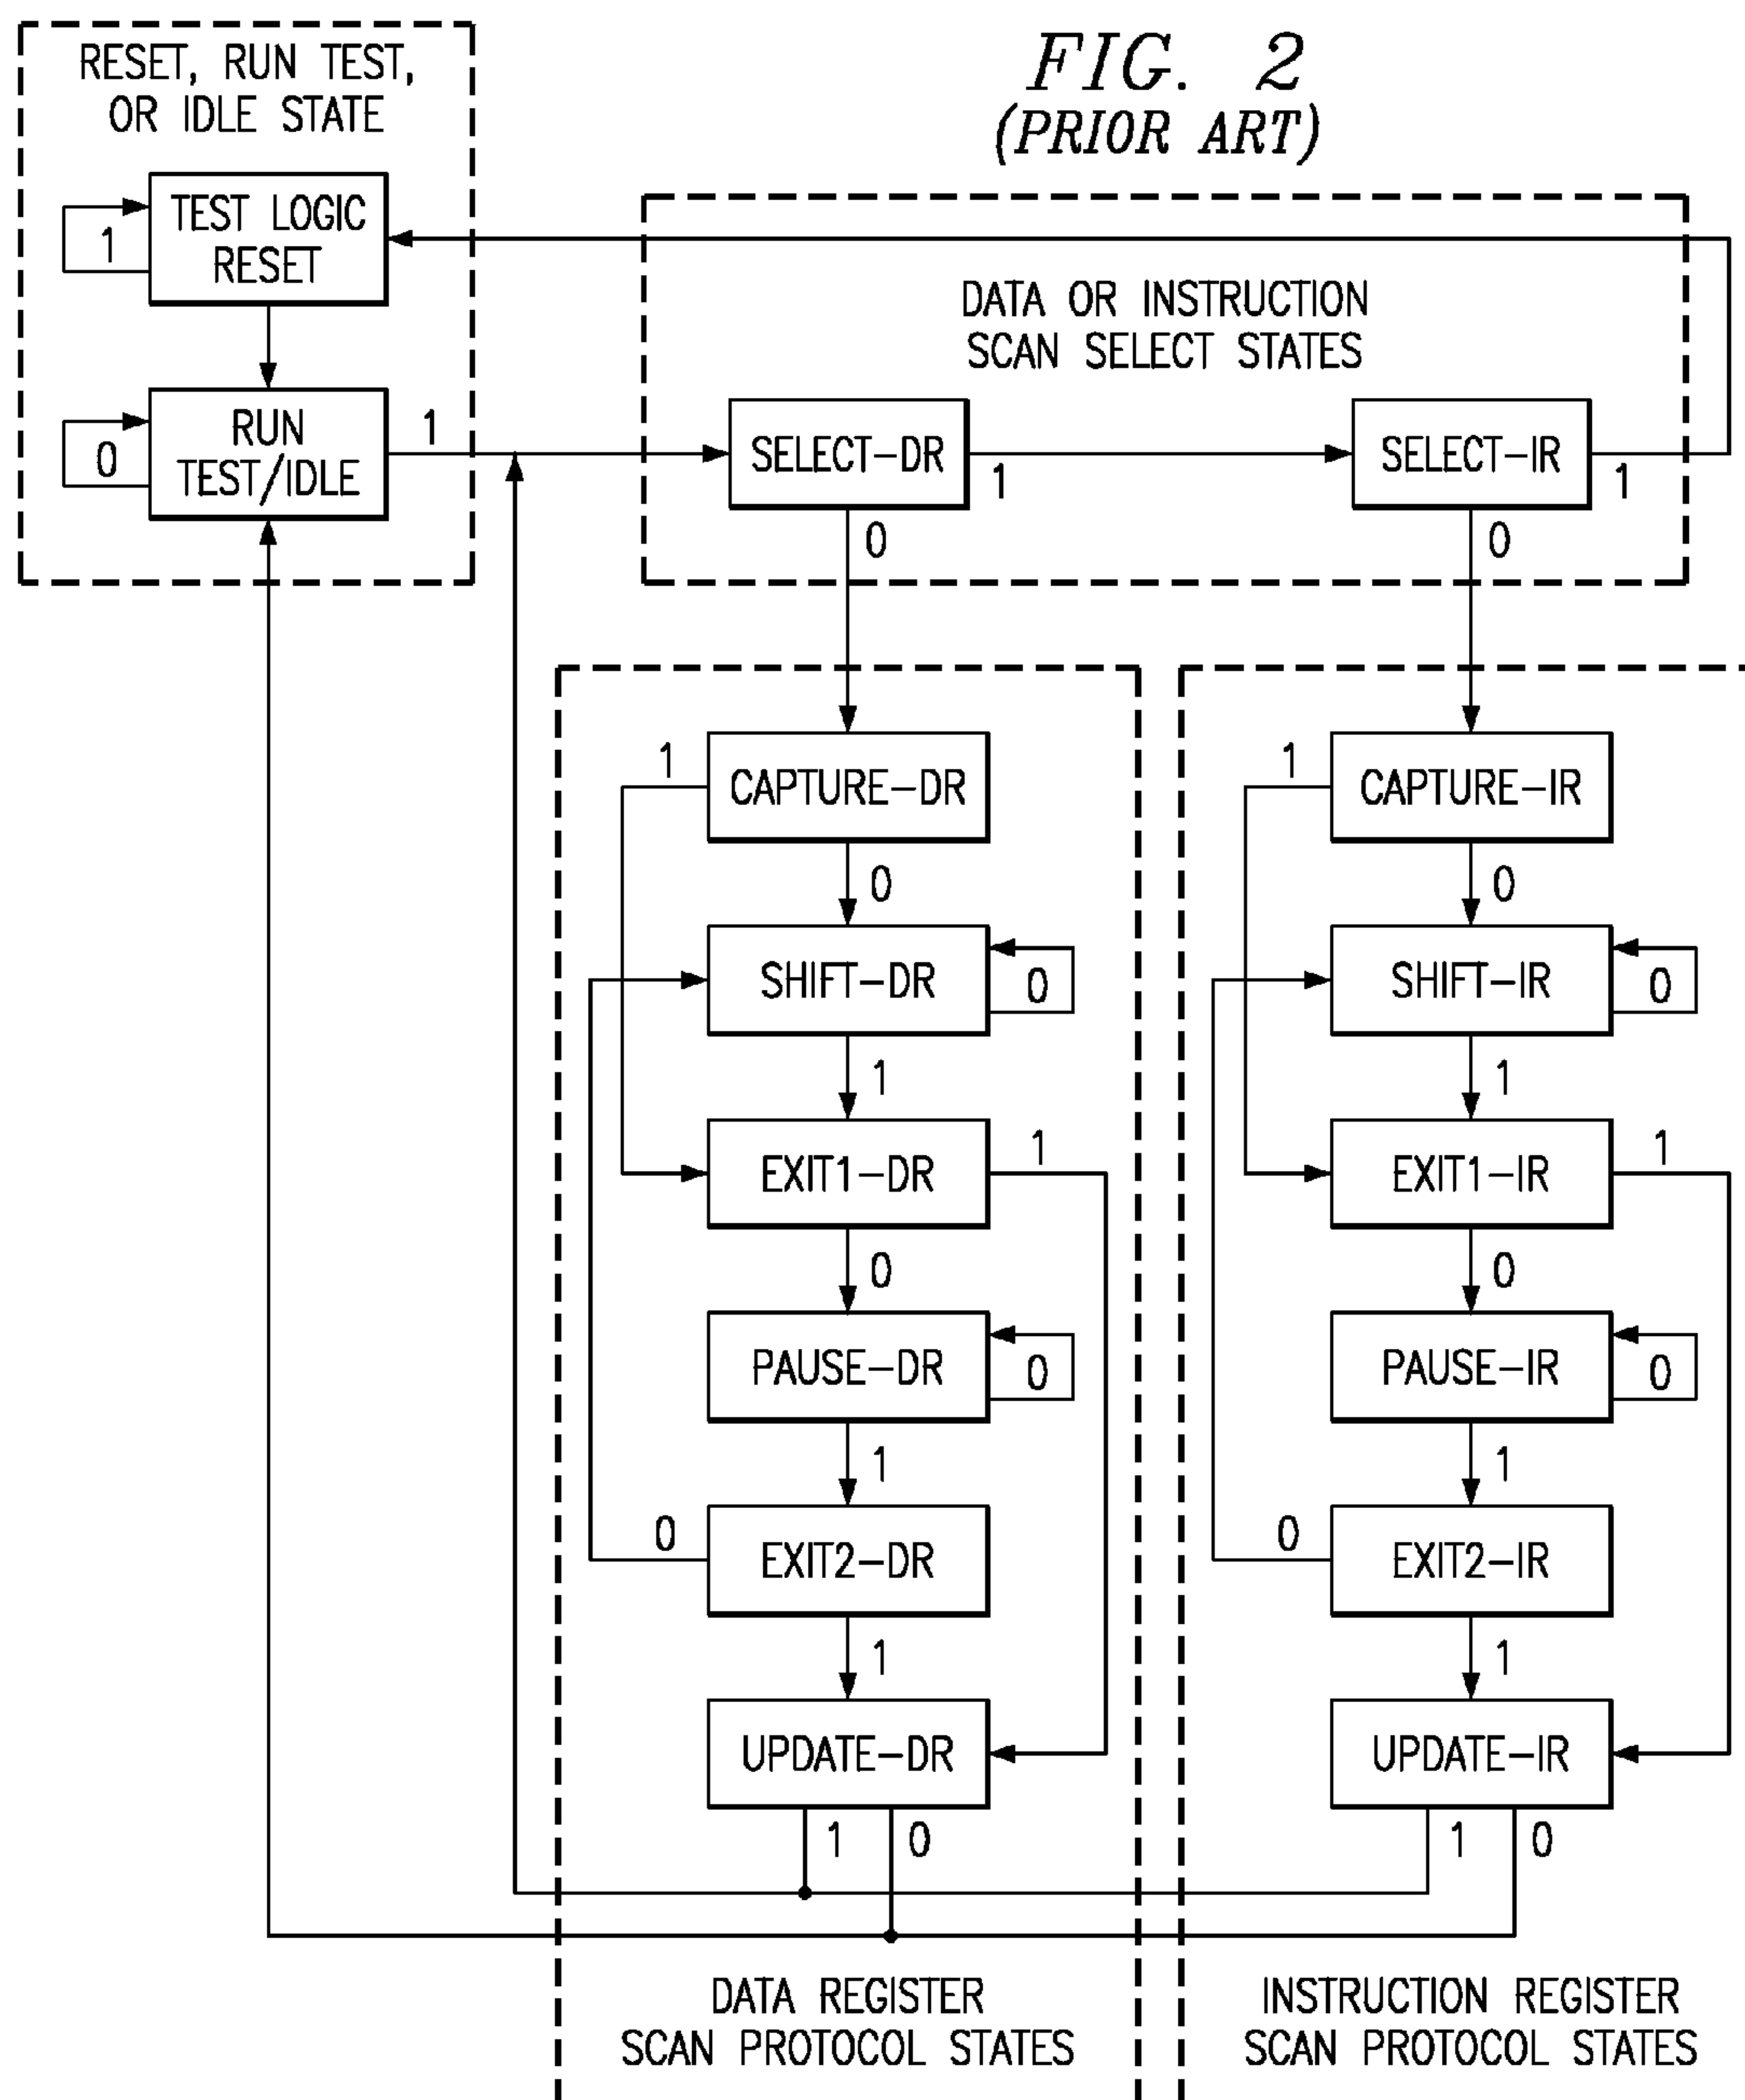 FIG. 2
(PRIOR ART)
RESET, RUN TEST,
OR IDLE STATE
TEST LOGIC
RESET
1
RUN
TEST/IDLE
0
1
DATA OR INSTRUCTION
SCAN SELECT STATES
SELECT-DR
1
0
SELECT-IR
1
0
CAPTURE-DR
1
0
SHIFT-DR
0
1
EXIT1-DR
1
0
PAUSE-DR
0
1
EXIT2-DR
0
1
UPDATE-DR
1
0
DATA REGISTER
SCAN PROTOCOL STATES
CAPTURE-IR
1
0
SHIFT-IR
0
1
EXIT1-IR
1
0
PAUSE-IR
0
1
EXIT2-IR
0
1
UPDATE-IR
1
0
INSTRUCTION REGISTER
SCAN PROTOCOL STATES